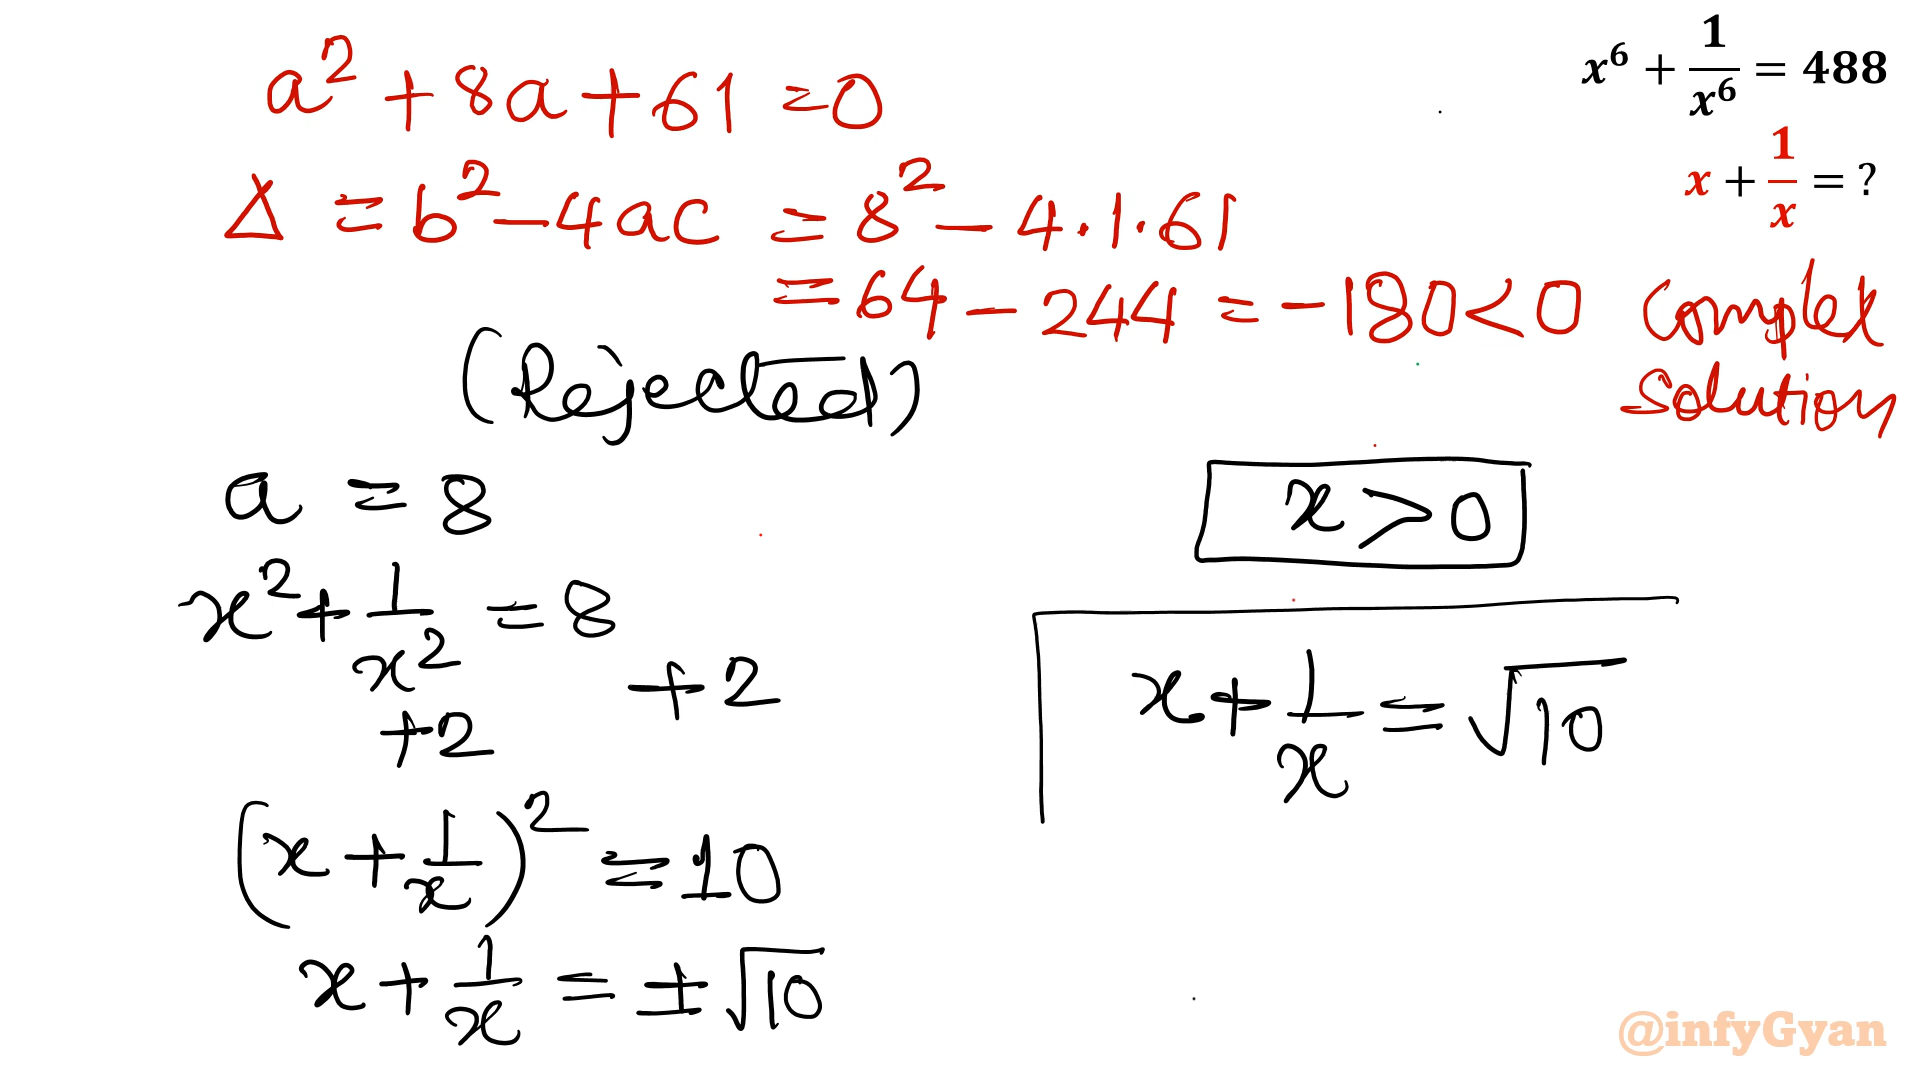 x⁶ + 1/x⁶ = 488
x + 1/x = ?
a² + 8a + 61 = 0
Δ = b² - 4ac = 8² - 4·1·61
= 64 - 244 = -180 < 0 Complex solution
(Rejected)
a = 8
x > 0
x² + 1/x² = 8
+2 +2
x + 1/x = √10
(x + 1/x)² = 10
x + 1/x = ± √10
@infyGyan